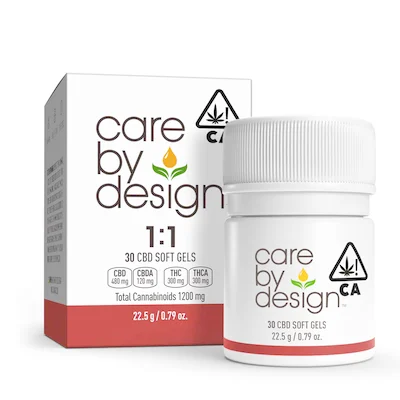 care
by
design
CA
1:1
30 CBD SOFT GELS
CBD CBDA THC THCA
480 mg 120 mg 300 mg 300 mg
Total Cannabinoids 1200 mg
22.5 g / 0.79 oz.
care
by
design™
CA
30 CBD SOFT GELS
22.5 g / 0.79 oz.